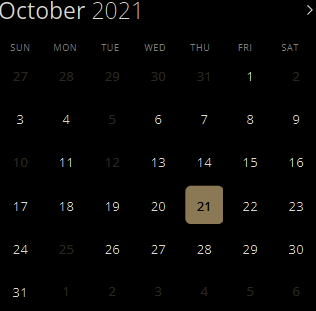 October 2021 >
SUN MON TUE WED THU FRI SAT
27 28 29 30 31 1 2
3 4 5 6 7 8 9
10 11 12 13 14 15 16
17 18 19 20 21 22 23
24 25 26 27 28 29 30
31 1 2 3 4 5 6